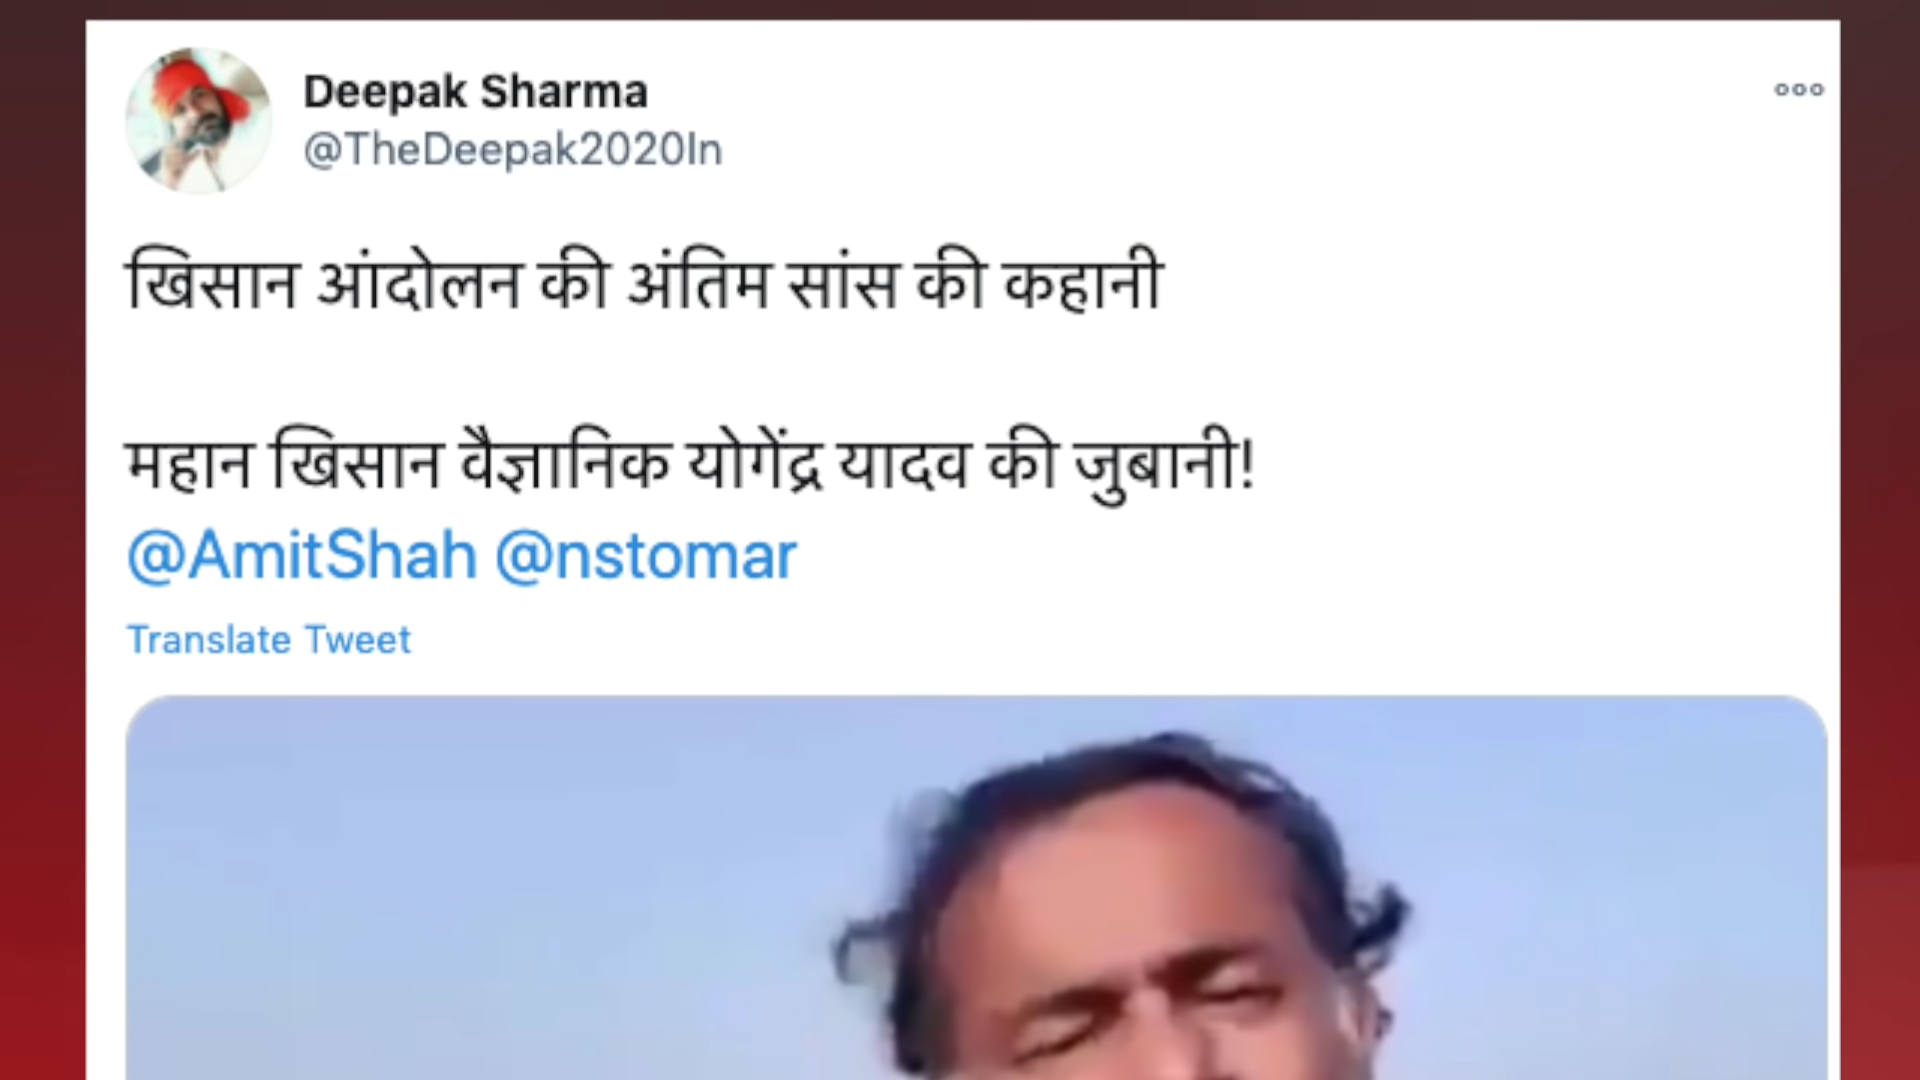 Deepak Sharma
@TheDeepak2020In
खिसान आंदोलन की अंतिम सांस की कहानी
महान खिसान वैज्ञानिक योगेंद्र यादव की जुबानी!
@AmitShah @nstomar
Translate Tweet